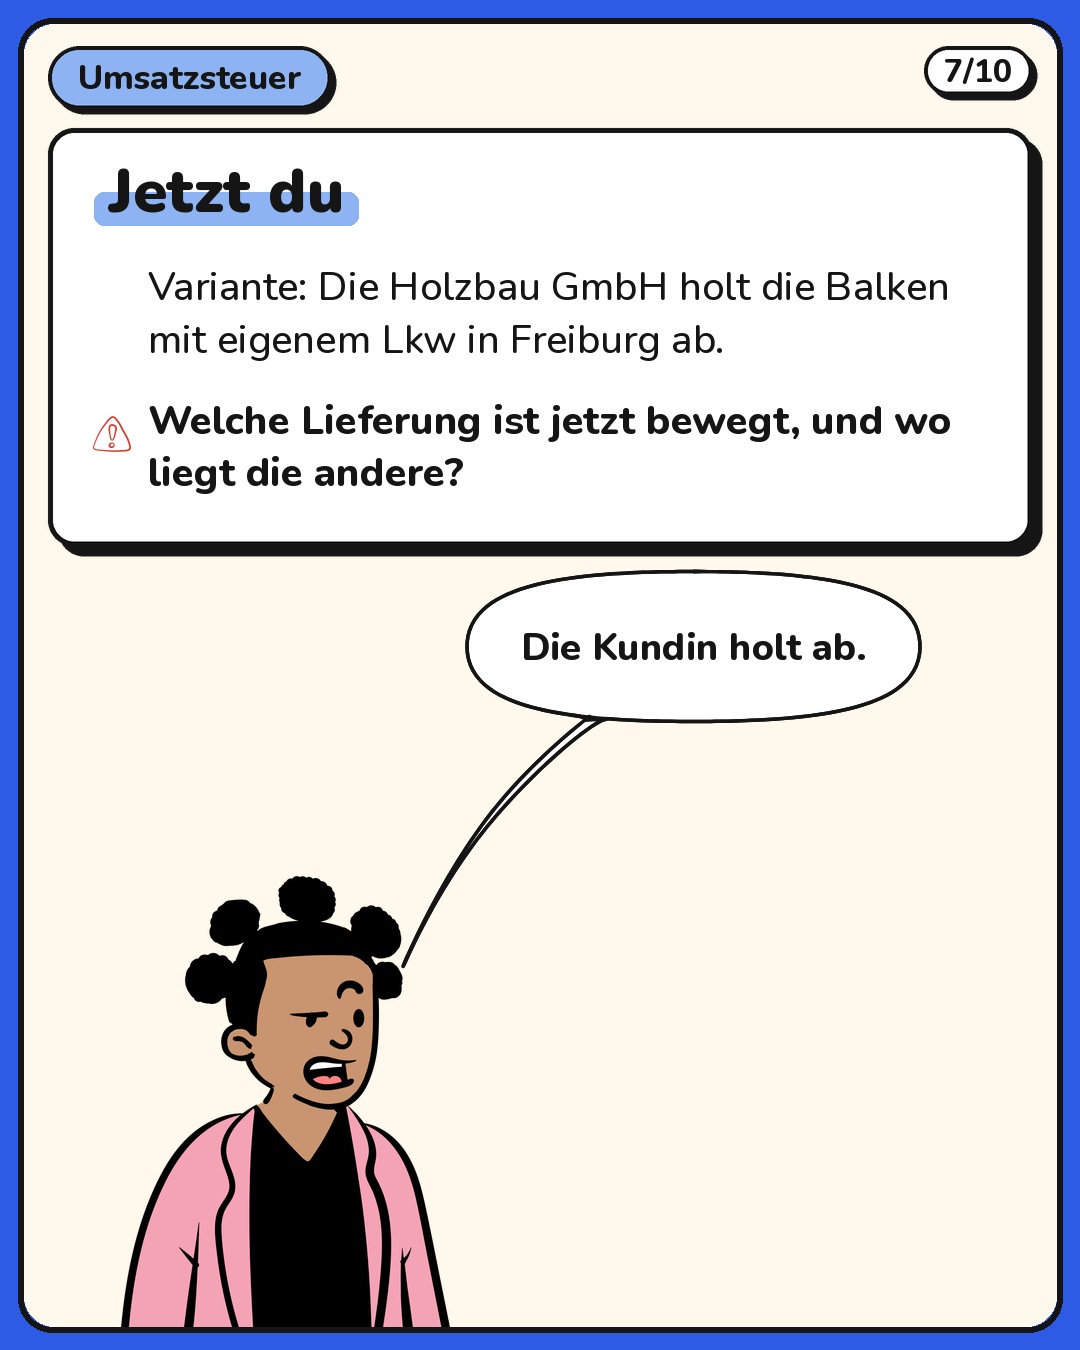 Umsatzsteuer
7/10
Jetzt du
Variante: Die Holzbau GmbH holt die Balken
mit eigenem Lkw in Freiburg ab.
Welche Lieferung ist jetzt bewegt, und wo
liegt die andere?
Die Kundin holt ab.